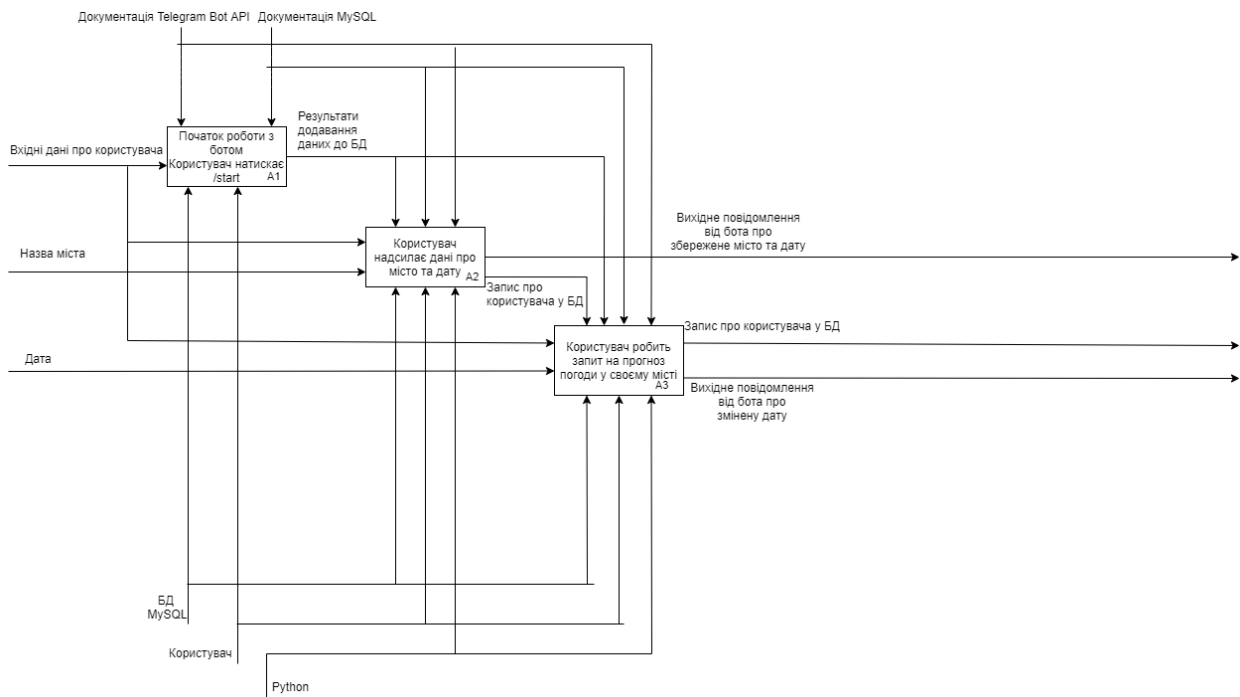 Документація Telegram Bot API
Документація MySQL
Результати
додавання
даних до БД
Початок роботи з
ботом
Користувач натискає
/start
A1
Вхідні дані про користувача
Вихідне повідомлення
від бота про
збережене місто та дату
Користувач
надсилає дані про
місто та дату
A2
Назва міста
Запис про
користувача у БД
Запис про користувача у БД
Користувач робить
запит на прогноз
погоди у своєму місті
A3
Дата
Вихідне повідомлення
від бота про
змінену дату
БД
MySQL
Користувач
Python